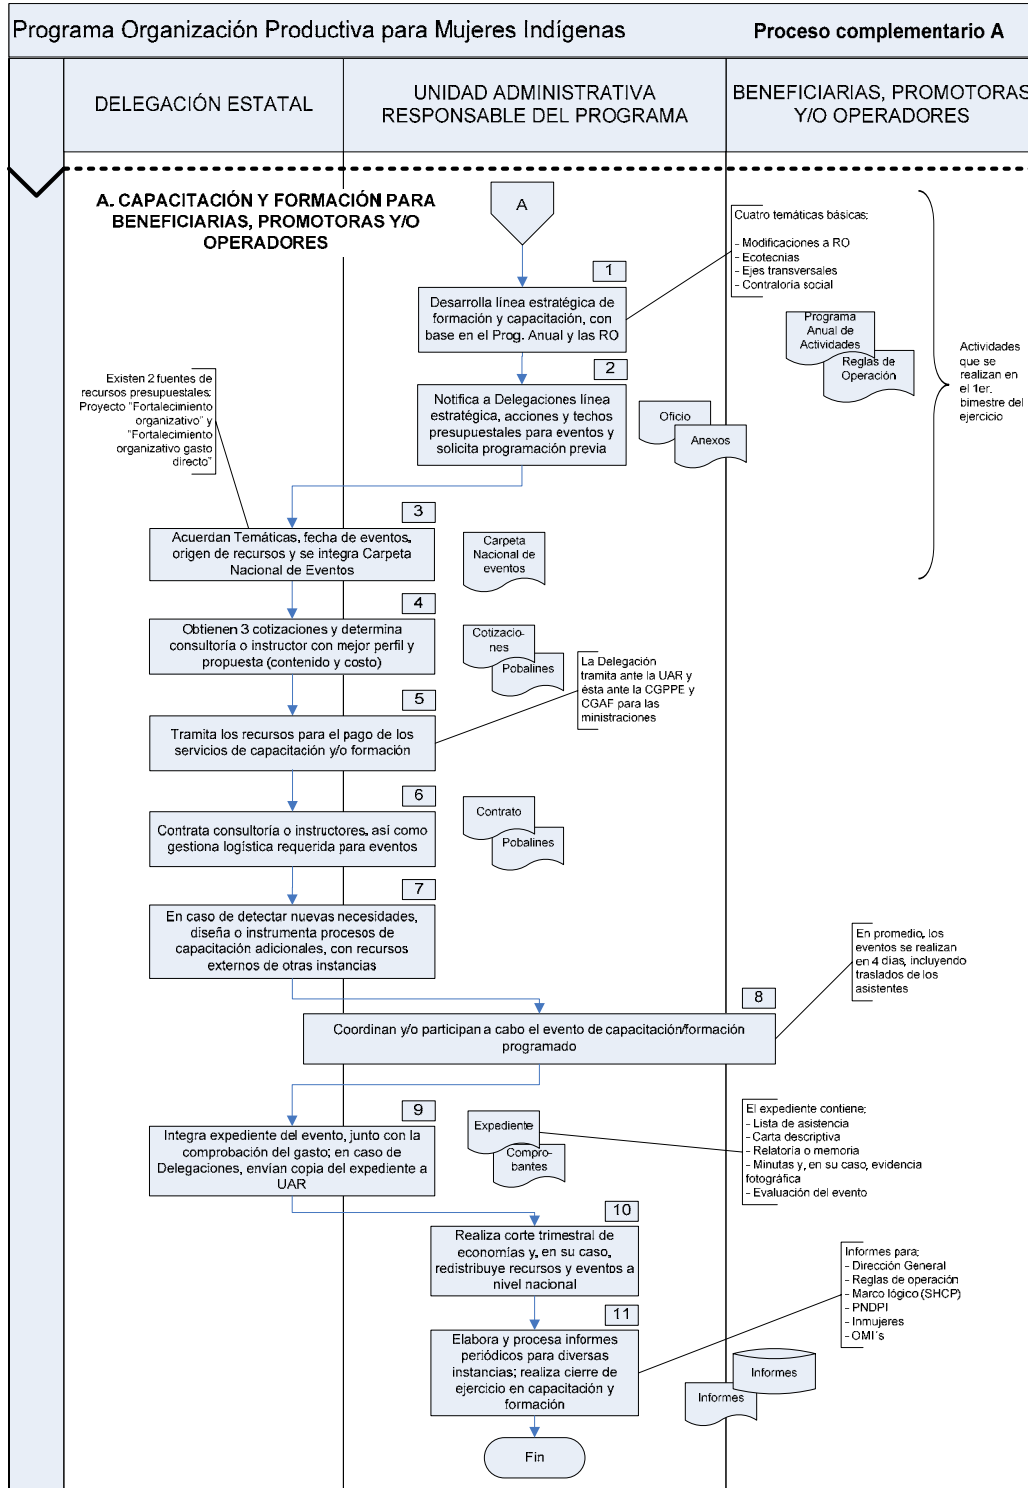 Programa Organización Productiva para Mujeres Indígenas
Proceso complementario A
DELEGACIÓN ESTATAL
UNIDAD ADMINISTRATIVA
RESPONSABLE DEL PROGRAMA
BENEFICIARIAS, PROMOTORAS
Y/O OPERADORES
A. CAPACITACIÓN Y FORMACIÓN PARA
BENEFICIARIAS, PROMOTORAS Y/O
OPERADORES
A
Cuatro temáticas básicas:
- Modificaciones a RO
- Ecotecnias
- Ejes transversales
- Contraloría social
1
Desarrolla línea estratégica de
formación y capacitación, con
base en el Prog. Anual y las RO
Programa
Anual de
Actividades
Reglas de
Operación
Actividades
que se
realizan en
el 1er.
bimestre del
ejercicio
2
Notifica a Delegaciones línea
estratégica, acciones y techos
presupuestales para eventos y
solicita programación previa
Oficio
Anexos
Existen 2 fuentes de
recursos presupuestales:
Proyecto "Fortalecimiento
organizativo" y
"Fortalecimiento
organizativo gasto
directo"
3
Acuerdan Temáticas, fecha de eventos,
origen de recursos y se integra Carpeta
Nacional de Eventos
Carpeta
Nacional de
eventos
4
Obtienen 3 cotizaciones y determina
consultoría o instructor con mejor perfil y
propuesta (contenido y costo)
Cotizacio-
nes
Pobalines
La Delegación
tramita ante la UAR y
ésta ante la CGPPE y
CGAF para las
ministraciones
5
Tramita los recursos para el pago de los
servicios de capacitación y/o formación
6
Contrata consultoría o instructores, así como
gestiona logística requerida para eventos
Contrato
Pobalines
7
En caso de detectar nuevas necesidades,
diseña o instrumenta procesos de
capacitación adicionales, con recursos
externos de otras instancias
En promedio, los
eventos se realizan
en 4 días, incluyendo
traslados de los
asistentes
8
Coordinan y/o participan a cabo el evento de capacitación/formación
programado
9
Integra expediente del evento, junto con la
comprobación del gasto; en caso de
Delegaciones, envían copia del expediente a
UAR
Expediente
Compro-
bantes
El expediente contiene:
- Lista de asistencia
- Carta descriptiva
- Relatoría o memoria
- Minutas y, en su caso, evidencia
fotográfica
- Evaluación del evento
10
Realiza corte trimestral de
economías y, en su caso,
redistribuye recursos y eventos a
nivel nacional
Informes para:
- Dirección General
- Reglas de operación
- Marco lógico (SHCP)
- PNDPI
- Inmujeres
- OMI´s
11
Elabora y procesa informes
periódicos para diversas
instancias; realiza cierre de
ejercicio en capacitación y
formación
Informes
Informes
Fin